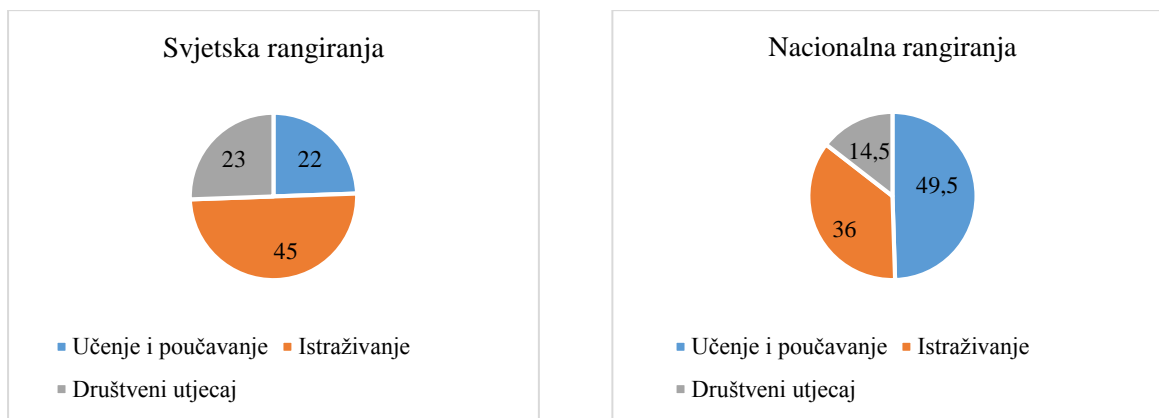 Svjetska rangiranja
23
22
45
Učenje i poučavanje
Istraživanje
Društveni utjecaj
Nacionalna rangiranja
14,5
49,5
36
Učenje i poučavanje
Istraživanje
Društveni utjecaj